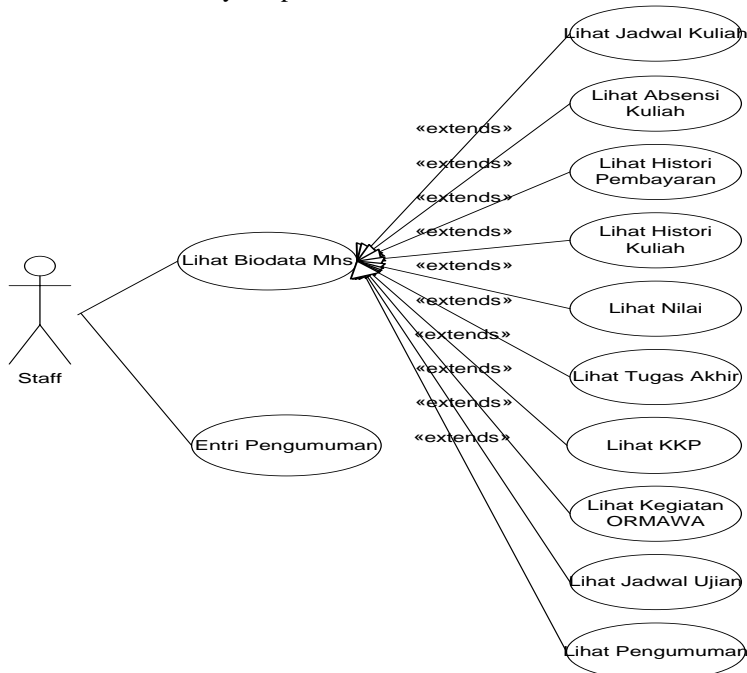 Lihat Jadwal Kuliah
Lihat Absensi
Kuliah
«extends»
«extends»
Lihat Histori
Pembayaran
«extends»
«extends»
Lihat Histori
Kuliah
Lihat Biodata Mhs
«extends»
Lihat Nilai
«extends»
Staff
Lihat Tugas Akhir
«extends»
«extends»
«extends»
Entri Pengumuman
«extends»
Lihat KKP
Lihat Kegiatan
ORMAWA
Lihat Jadwal Ujian
Lihat Pengumuman